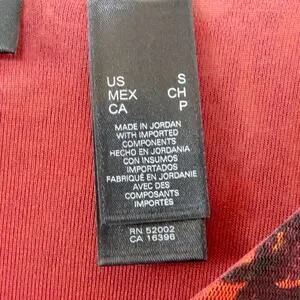 US S
MEX CH
CA P
MADE IN JORDAN
WITH IMPORTED
COMPONENTS
HECHO EN JORDANIA
CON INSUMOS
IMPORTADOS
FABRIQUÉ EN JORDANIE
AVEC DES
COMPOSANTS
IMPORTÉS
RN 52002
CA 16396